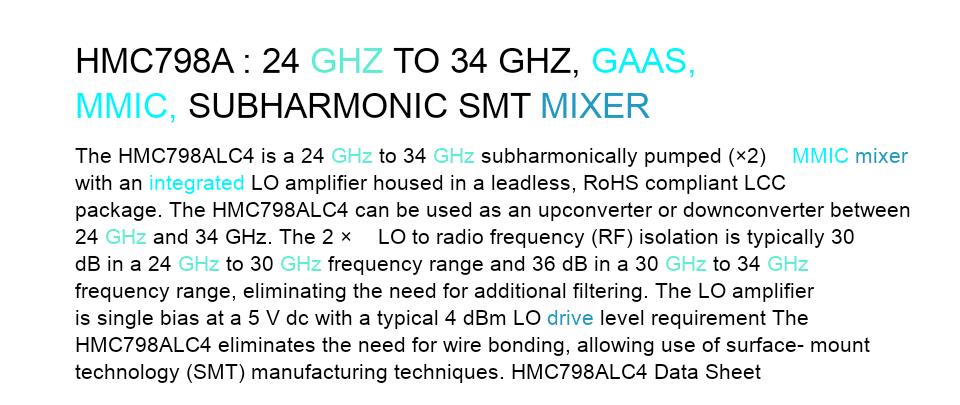 HMC798A : 24 GHZ TO 34 GHZ, GAAS,
MMIC, SUBHARMONIC SMT MIXER
The HMC798ALC4 is a 24 GHz to 34 GHz subharmonically pumped (×2) MMIC mixer
with an integrated LO amplifier housed in a leadless, RoHS compliant LCC
package. The HMC798ALC4 can be used as an upconverter or downconverter between
24 GHz and 34 GHz. The 2 × LO to radio frequency (RF) isolation is typically 30
dB in a 24 GHz to 30 GHz frequency range and 36 dB in a 30 GHz to 34 GHz
frequency range, eliminating the need for additional filtering. The LO amplifier
is single bias at a 5 V dc with a typical 4 dBm LO drive level requirement The
HMC798ALC4 eliminates the need for wire bonding, allowing use of surface- mount
technology (SMT) manufacturing techniques. HMC798ALC4 Data Sheet